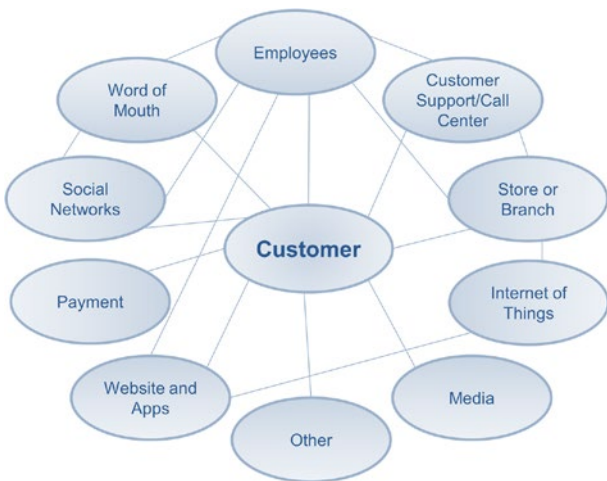 Employees
Word of
Mouth
Customer
Support/Call
Center
Social
Networks
Store or
Branch
Customer
Payment
Internet of
Things
Website and
Apps
Media
Other